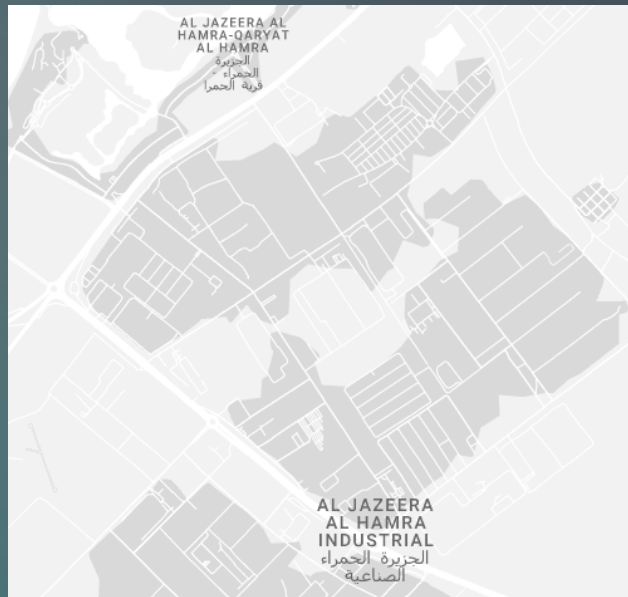 AL JAZEERA AL
HAMRA-QARYAT
AL HAMRA
الجزيرة
الحمراء -
قرية الحمرا
AL JAZEERA
AL HAMRA
INDUSTRIAL
الجزيرة الحمراء
الصناعية